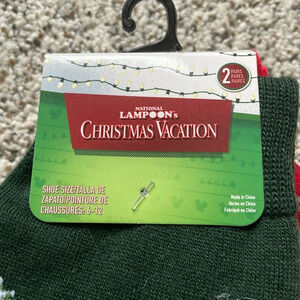 2 PAIRS
PARES
PAIRES
NATIONAL
LAMPOON's
CHRISTMAS VACATION
SHOE SIZE/TALLA DE
ZAPATO/POINTURE DE
CHAUSSURES: 6-12
Made in China
Hecho en China
Fabriqué en Chine